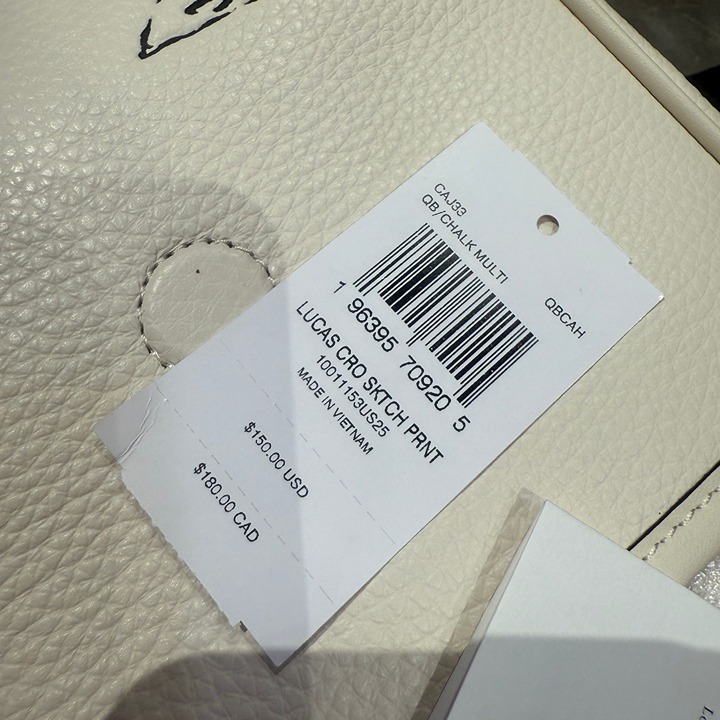 CAJ33
QB/CHALK MULTI
QBCAH
1 96395 70920 5
LUCAS CRO SKTCH PRNT
10011153US25
MADE IN VIETNAM
$150.00 USD
$180.00 CAD